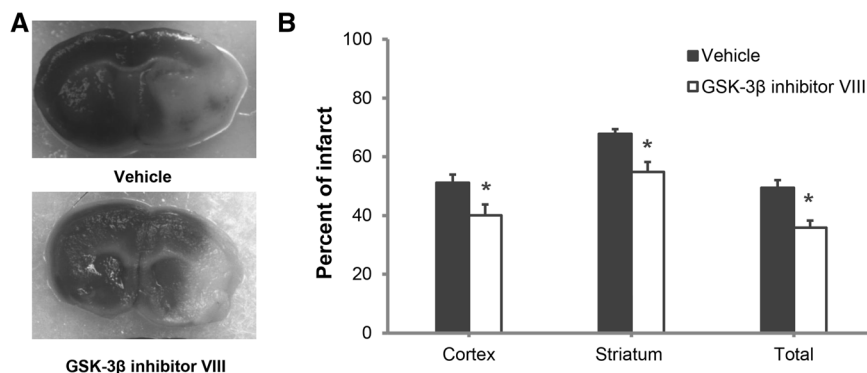 A
Vehicle
GSK-3β inhibitor VIII
B
Percent of infarct
100
80
60
40
20
0
Vehicle
GSK-3β inhibitor VIII
*
*
*
Cortex
Striatum
Total